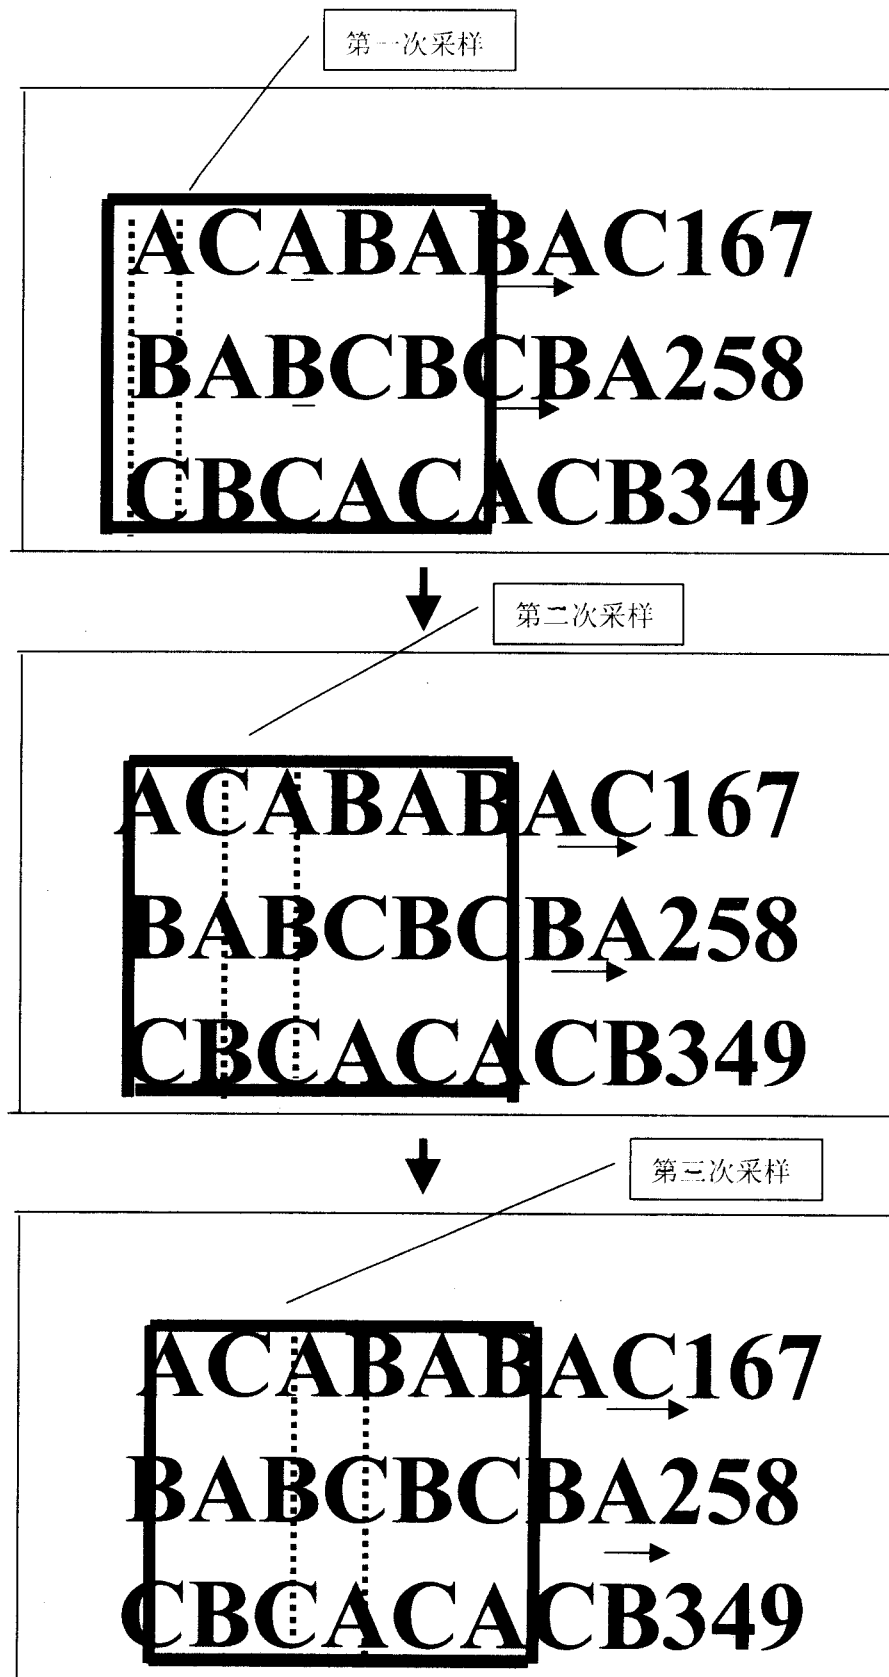 第一次采样
ACABABAC167
BABCBCBA258
CBCACACB349
第二次采样
ACABABAC167
BABCBCBA258
CBCACACB349
第三次采样
ACABABAC167
BABCBCBA258
CBCACACB349